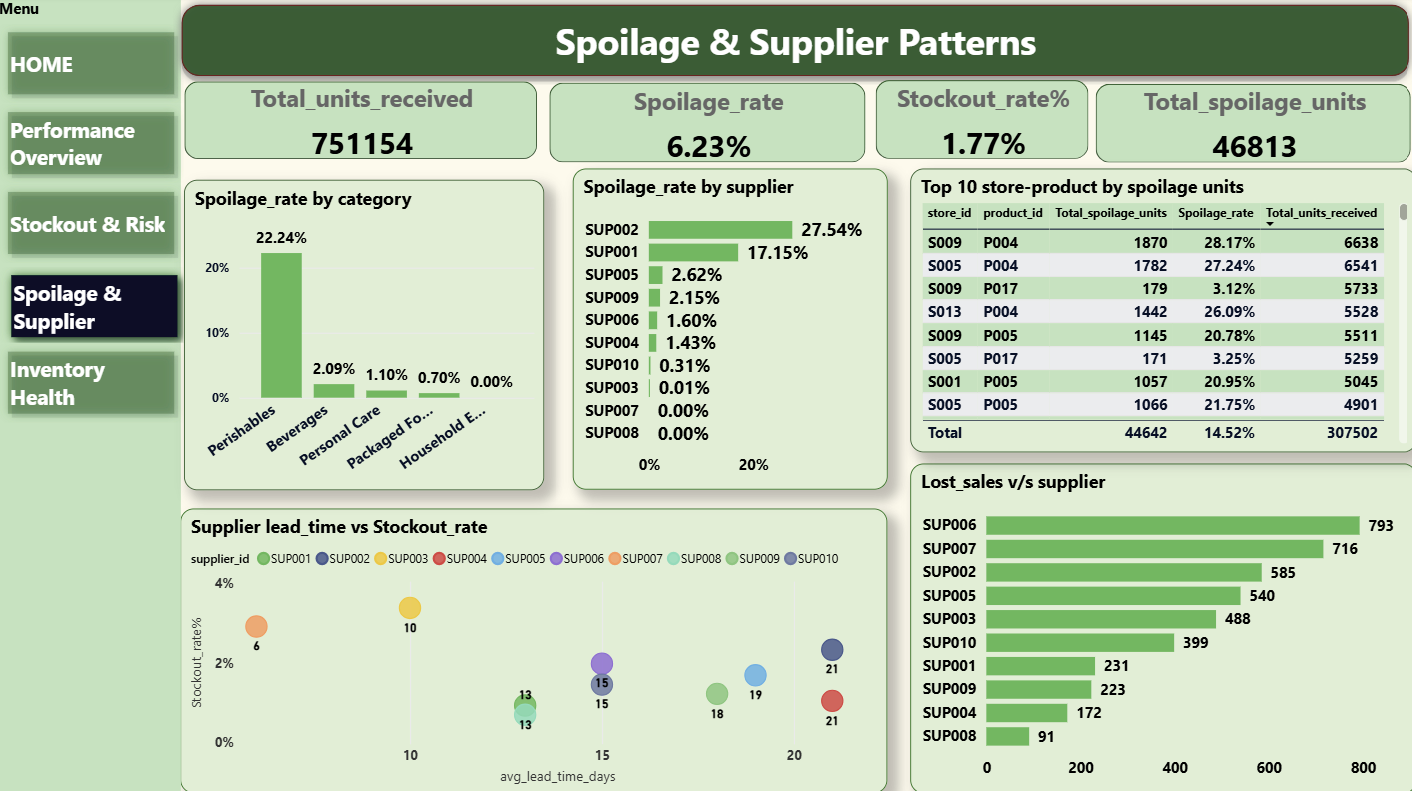 Menu
HOME
Performance
Overview
Stockout & Risk
Spoilage &
Supplier
Inventory
Health
Spoilage & Supplier Patterns
Total_units_received
751154
Spoilage_rate
6.23%
Stockout_rate%
1.77%
Total_spoilage_units
46813
Spoilage_rate by category
22.24%
20%
10%
0%
2.09%
1.10%
0.70%
0.00%
Perishables
Beverages
Personal Care
Packaged Fo...
Household E...
Spoilage_rate by supplier
SUP002 27.54%
SUP001 17.15%
SUP005 2.62%
SUP009 2.15%
SUP006 1.60%
SUP004 1.43%
SUP010 0.31%
SUP003 0.01%
SUP007 0.00%
SUP008 0.00%
0% 20%
Top 10 store-product by spoilage units
store_id product_id Total_spoilage_units Spoilage_rate Total_units_received
S009 P004 1870 28.17% 6638
S005 P004 1782 27.24% 6541
S009 P017 179 3.12% 5733
S013 P004 1442 26.09% 5528
S009 P005 1145 20.78% 5511
S005 P017 171 3.25% 5259
S001 P005 1057 20.95% 5045
S005 P005 1066 21.75% 4901
Total 44642 14.52% 307502
Supplier lead_time vs Stockout_rate
supplier_id SUP001 SUP002 SUP003 SUP004 SUP005 SUP006 SUP007 SUP008 SUP009 SUP010
4%
2%
0%
Stockout_rate%
6
10
13
13
15
15
18
19
21
21
10 15 20
avg_lead_time_days
Lost_sales v/s supplier
SUP006 793
SUP007 716
SUP002 585
SUP005 540
SUP003 488
SUP010 399
SUP001 231
SUP009 223
SUP004 172
SUP008 91
0 200 400 600 800